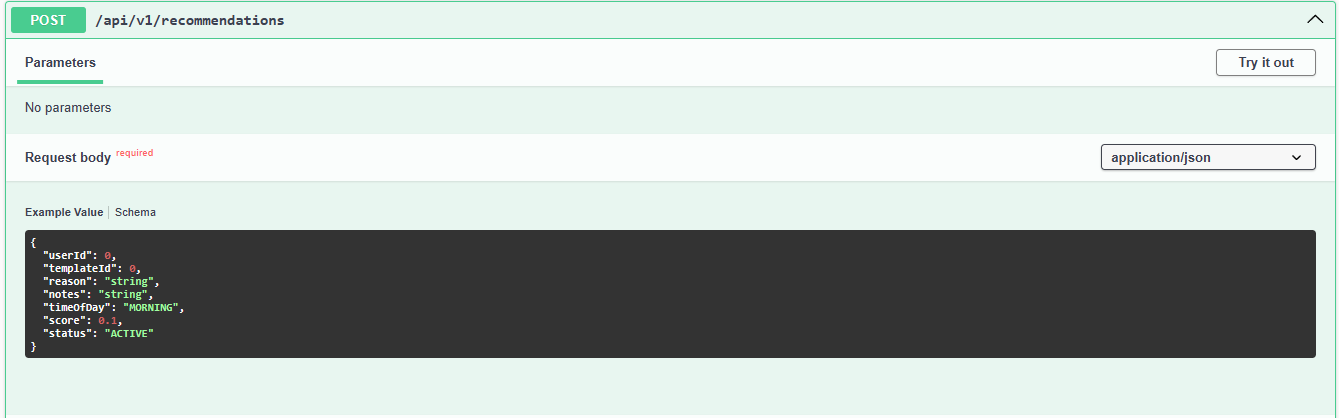 POST /api/v1/recommendations
Parameters Try it out
No parameters
Request body required application/json
Example Value Schema
{
  "userId": 0,
  "templateId": 0,
  "reason": "string",
  "notes": "string",
  "timeOfDay": "MORNING",
  "score": 0.1,
  "status": "ACTIVE"
}